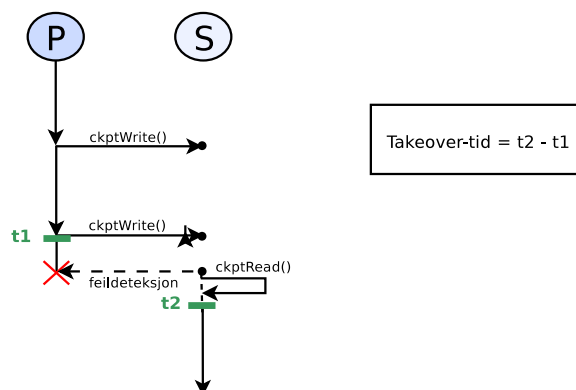 P
S
ckptWrite()
Takeover-tid = t2 - t1
ckptWrite()
t1
ckptRead()
feildeteksjon
t2